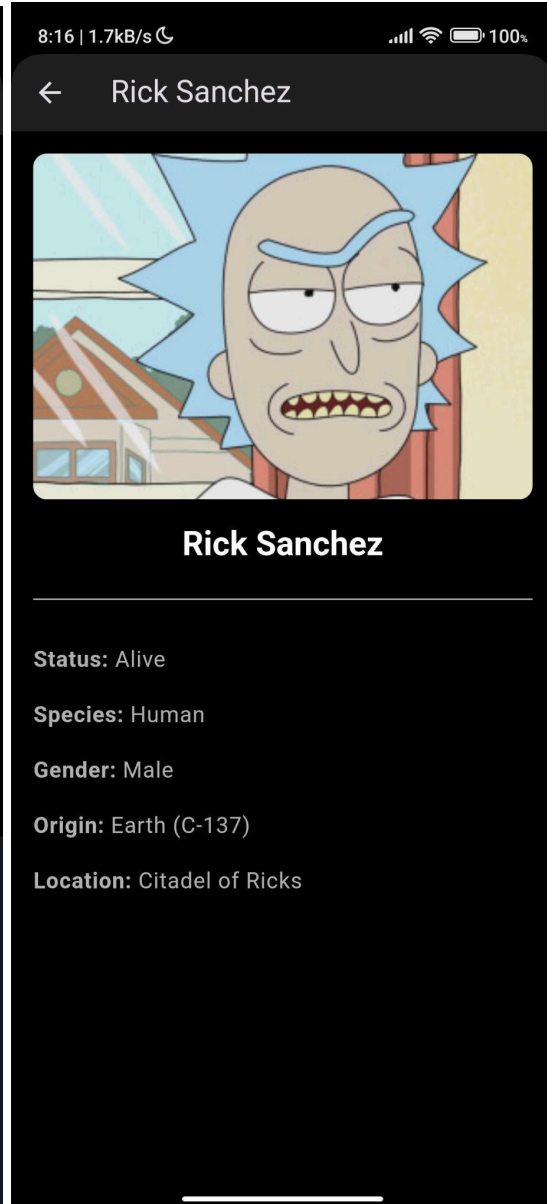 8:16 | 1.7kB/s 100%
Rick Sanchez
Rick Sanchez
Status: Alive
Species: Human
Gender: Male
Origin: Earth (C-137)
Location: Citadel of Ricks